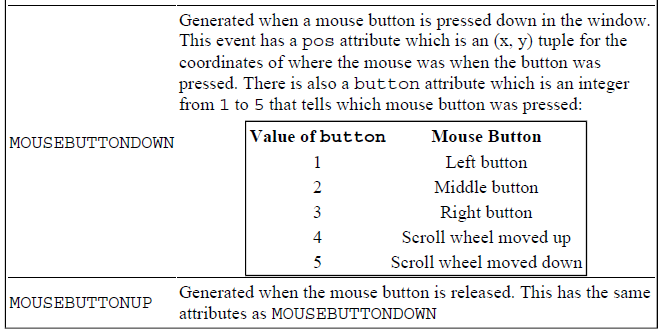 Generated when a mouse button is pressed down in the window.
This event has a pos attribute which is an (x, y) tuple for the
coordinates of where the mouse was when the button was
pressed. There is also a button attribute which is an integer
from 1 to 5 that tells which mouse button was pressed:
MOUSEBUTTONDOWN
Value of button Mouse Button
1 Left button
2 Middle button
3 Right button
4 Scroll wheel moved up
5 Scroll wheel moved down
MOUSEBUTTONUP
Generated when the mouse button is released. This has the same
attributes as MOUSEBUTTONDOWN